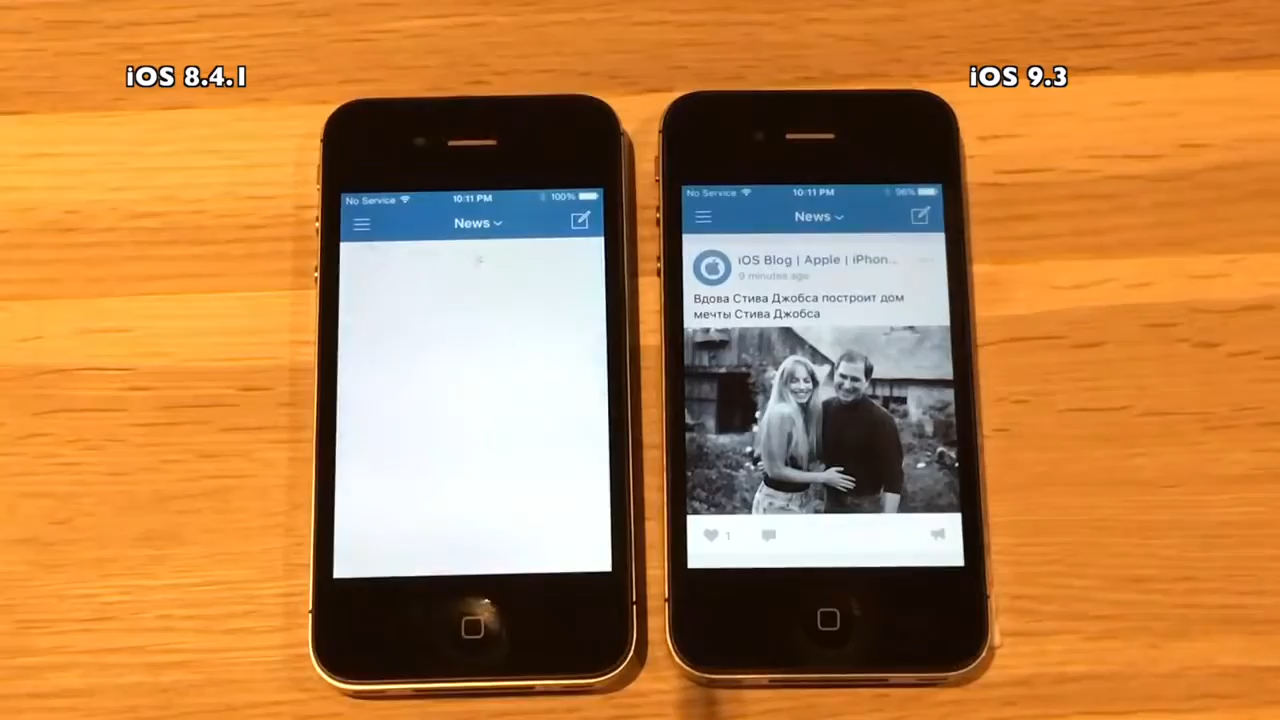 iOS 8.4.1
iOS 9.3
No Service 10:11 PM 100%
News
No Service 10:11 PM 96%
News
iOS Blog | Apple | iPhon...
9 minutes ago
Вдова Стива Джобса построит дом
мечты Стива Джобса
1